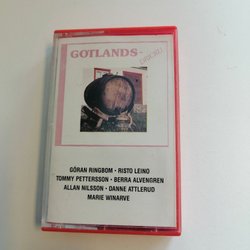 GOTLANDS-
GÖRAN RINGBOM · RISTO LEINO
TOMMY PETTERSSON · BERRA ALVENGREN
ALLAN NILSSON · DANNE ATTLERUD
MARIE WINARVE